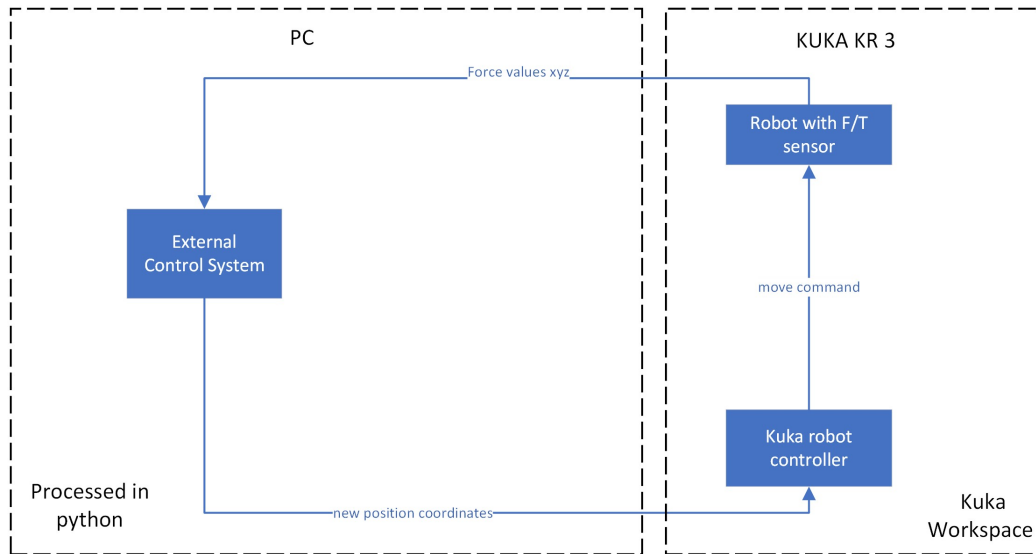 PC
KUKA KR 3
Force values xyz
Robot with F/T
sensor
External
Control System
move command
Kuka robot
controller
Processed in
python
new position coordinates
Kuka
Workspace